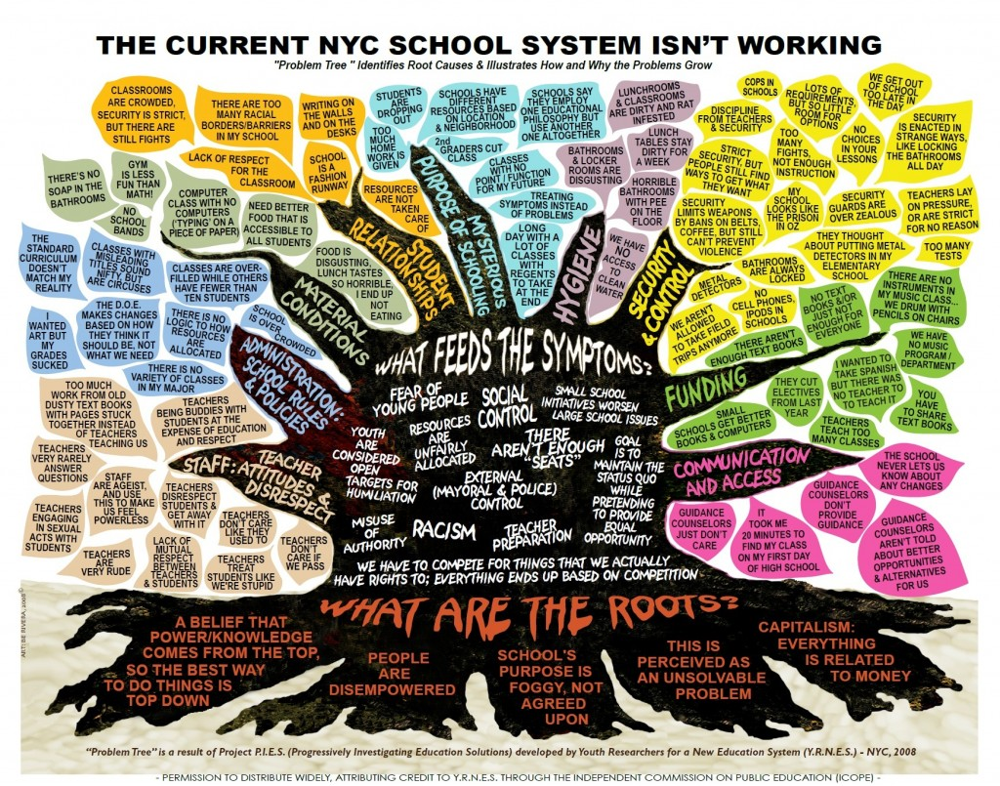 THE CURRENT NYC SCHOOL SYSTEM ISN'T WORKING
"Problem Tree " Identifies Root Causes & Illustrates How and Why the Problems Grow
CLASSROOMS
ARE CROWDED,
SECURITY IS STRICT,
BUT THERE ARE
STILL FIGHTS
THERE ARE TOO
MANY RACIAL
BORDERS/BARRIERS
IN MY SCHOOL
WRITING ON
THE WALLS
AND ON THE
DESKS
LACK OF RESPECT
FOR THE
CLASSROOM
SCHOOL
IS A
FASHION
RUNWAY
RESOURCES
ARE NOT
TAKEN
CARE
OF
STUDENT
RELATIONSHIPS
STUDENTS
ARE
DROPPING
OUT
SCHOOLS HAVE
DIFFERENT
RESOURCES BASED
ON LOCATION
& NEIGHBORHOOD
SCHOOLS SAY
THEY EMPLOY
ONE EDUCATIONAL
PHILOSOPHY BUT
USE ANOTHER
ONE ALTOGETHER
TOO
MUCH
HOME
WORK IS
GIVEN
2nd
GRADERS CUT
CLASS
CLASSES
WITH NO
POINT / FUNCTION
FOR MY FUTURE
TREATING
SYMPTOMS INSTEAD
OF PROBLEMS
LONG
DAY WITH A
LOT OF
CLASSES
WITH
REGENTS
TO TAKE
AT THE
END
MYSTERIOUS
PURPOSE
OF SCHOOLING
LUNCHROOMS
& CLASSROOMS
ARE DIRTY AND RAT
INFESTED
LUNCH
TABLES STAY
DIRTY FOR
A WEEK
BATHROOMS
& LOCKER
ROOMS ARE
DISGUSTING
HORRIBLE
BATHROOMS
WITH PEE
ON THE
FLOOR
WE HAVE
NO
ACCESS
TO
CLEAN
WATER
HYGIENE
COPS IN
SCHOOLS
LOTS OF
REQUIREMENTS,
BUT SO LITTLE
ROOM FOR
OPTIONS
WE GET OUT
OF SCHOOL
TOO LATE IN
THE DAY
DISCIPLINE
FROM TEACHERS
& SECURITY
TOO
MANY
FIGHTS,
NOT ENOUGH
INSTRUCTION
NO
CHOICES
IN YOUR
LESSONS
SECURITY
IS ENACTED IN
STRANGE WAYS,
LIKE LOCKING
THE BATHROOMS
ALL DAY
STRICT
SECURITY, BUT
PEOPLE STILL FIND
WAYS TO GET WHAT
THEY WANT
MY
SCHOOL
LOOKS LIKE
THE PRISON
IN OZ
SECURITY
GUARDS ARE
OVER ZEALOUS
TEACHERS LAY
ON PRESSURE,
OR ARE STRICT
FOR NO REASON
SECURITY
LIMITS WEAPONS
BY BANS ON BELTS,
COFFEE, BUT STILL
CAN'T PREVENT
VIOLENCE
THEY THOUGHT
ABOUT PUTTING METAL
DETECTORS IN MY
ELEMENTARY
SCHOOL
TOO MANY
TESTS
BATHROOMS
ARE ALWAYS
LOCKED
METAL
DETECTORS
NO
CELL PHONES,
IPODS IN
SCHOOLS
WE AREN'T
ALLOWED
TO TAKE FIELD
TRIPS ANYMORE
SECURITY
& CONTROL
THERE'S NO
SOAP IN THE
BATHROOMS
GYM
IS LESS
FUN THAN
MATH!
NO
SCHOOL
BANDS
COMPUTER
CLASS WITH NO
COMPUTERS
('TYPING' ON A
PIECE OF PAPER)
NEED BETTER
FOOD THAT IS
ACCESSIBLE TO
ALL STUDENTS
FOOD IS
DISGUSTING,
LUNCH TASTES
SO HORRIBLE,
I END UP
NOT
EATING
MATERIAL
CONDITIONS
THE
STANDARD
CURRICULUM
DOESN'T
MATCH MY
REALITY
CLASSES WITH
MISLEADING
TITLES SOUND
NIFTY, BUT
ARE CIRCUSES
CLASSES ARE OVER-
FILLED WHILE OTHERS
HAVE FEWER THAN
TEN STUDENTS
I
WANTED
ART BUT
MY
GRADES
SUCKED
THE D.O.E.
MAKES CHANGES
BASED ON HOW
THEY THINK IT
SHOULD BE, NOT
WHAT WE NEED
THERE IS NO
LOGIC TO HOW
RESOURCES
ARE
ALLOCATED
SCHOOL
IS OVER
CROWDED
THERE IS NO
VARIETY OF CLASSES
IN MY MAJOR
ADMINISTRATION:
SCHOOL RULES
& POLICIES
TOO MUCH
WORK FROM OLD
DUSTY TEXT BOOKS
WITH PAGES STUCK
TOGETHER INSTEAD
OF TEACHERS
TEACHING US
TEACHERS
BEING BUDDIES WITH
STUDENTS AT THE
EXPENSE OF EDUCATION
AND RESPECT
TEACHERS
VERY RARELY
ANSWER
QUESTIONS
STAFF
ARE AGEIST,
AND USE
THIS TO MAKE
US FEEL
POWERLESS
TEACHERS
DISRESPECT
STUDENTS &
GET AWAY
WITH IT
TEACHERS
DON'T CARE
LIKE THEY
USED TO
TEACHERS
ENGAGING
IN SEXUAL
ACTS WITH
STUDENTS
TEACHERS
ARE
VERY RUDE
LACK OF
MUTUAL
RESPECT
BETWEEN
TEACHERS
& STUDENTS
TEACHERS
TREAT
STUDENTS LIKE
WE'RE STUPID
TEACHERS
DON'T
CARE IF
WE PASS
STAFF: TEACHER
ATTITUDES, &
DISRESPECT
THERE ARE NO
INSTRUMENTS
IN MY MUSIC CLASS...
WE DRUM WITH
PENCILS ON CHAIRS
NO TEXT
BOOKS &/OR
JUST NOT
ENOUGH FOR
EVERYONE
THERE AREN'T
ENOUGH TEXT BOOKS
WE HAVE
NO MUSIC
PROGRAM /
DEPARTMENT
I WANTED TO
TAKE SPANISH
BUT THERE WAS
NO TEACHER TO
TEACH IT
THEY CUT
ELECTIVES
FROM LAST
YEAR
YOU
HAVE TO
SHARE
TEXT BOOKS
SMALL
SCHOOLS GET BETTER
BOOKS & COMPUTERS
TEACHERS
TEACH TOO
MANY CLASSES
FUNDING
COMMUNICATION
AND ACCESS
THE SCHOOL
NEVER LETS US
KNOW ABOUT
ANY CHANGES
GUIDANCE
COUNSELORS
DON'T
PROVIDE
GUIDANCE
GUIDANCE
COUNSELORS
JUST DON'T
CARE
IT
TOOK ME
20 MINUTES TO
FIND MY CLASS
ON MY FIRST DAY
OF HIGH SCHOOL
GUIDANCE
COUNSELORS
AREN'T TOLD
ABOUT BETTER
OPPORTUNITIES
& ALTERNATIVES
FOR US
WHAT FEEDS THE SYMPTOMS?
FEAR OF
YOUNG PEOPLE
SOCIAL
CONTROL
SMALL SCHOOL
INITIATIVES WORSEN
LARGE SCHOOL ISSUES
YOUTH
ARE
CONSIDERED
OPEN
TARGETS FOR
HUMILIATION
RESOURCES
ARE
UNFAIRLY
ALLOCATED
THERE
AREN'T ENOUGH
"SEATS"
GOAL
IS TO
MAINTAIN THE
STATUS QUO
WHILE
PRETENDING
TO PROVIDE
EQUAL
OPPORTUNITY
EXTERNAL
(MAYORAL & POLICE)
CONTROL
MISUSE
OF
AUTHORITY
RACISM
TEACHER
PREPARATION
WE HAVE TO COMPETE FOR THINGS THAT WE ACTUALLY
HAVE RIGHTS TO; EVERYTHING ENDS UP BASED ON COMPETITION
WHAT ARE THE ROOTS?
A BELIEF THAT
POWER/KNOWLEDGE
COMES FROM THE TOP,
SO THE BEST WAY
TO DO THINGS IS
TOP DOWN
PEOPLE
ARE
DISEMPOWERED
SCHOOL'S
PURPOSE IS
FOGGY, NOT
AGREED
UPON
THIS IS
PERCEIVED AS
AN UNSOLVABLE
PROBLEM
CAPITALISM:
EVERYTHING
IS RELATED
TO MONEY
ART: BE RIVERA, 2008©
"Problem Tree" is a result of Project P.I.E.S. (Progressively Investigating Education Solutions) developed by Youth Researchers for a New Education System (Y.R.N.E.S.) - NYC, 2008
- PERMISSION TO DISTRIBUTE WIDELY, ATTRIBUTING CREDIT TO Y.R.N.E.S. THROUGH THE INDEPENDENT COMMISSION ON PUBLIC EDUCATION (ICOPE) -